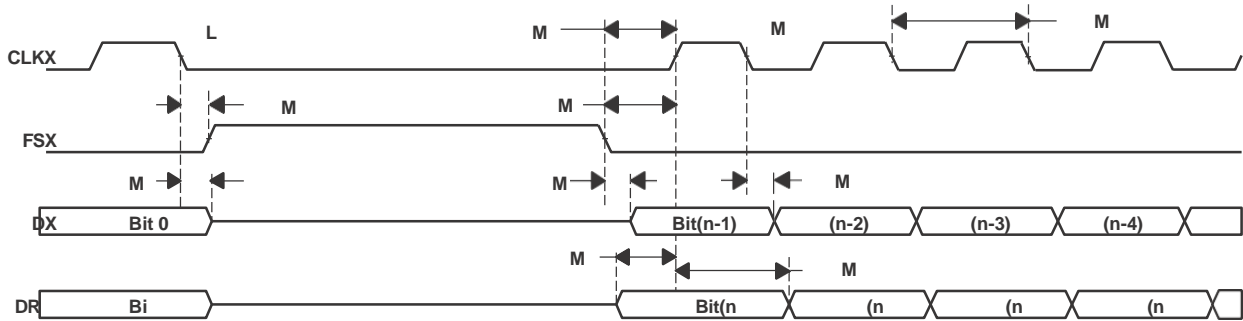 L M M M
CLKX
M M
FSX
M M M
DX Bit 0 Bit(n-1) (n-2) (n-3) (n-4)
M M
DR Bi Bit(n (n (n (n